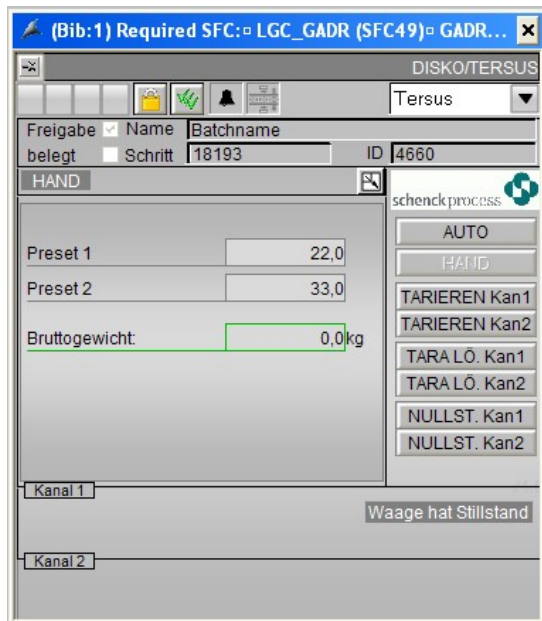 (Bib:1) Required SFC:▫ LGC_GADR (SFC49)▫ GADR...
DISKO/TERSUS
Tersus
Freigabe Name Batchname
belegt Schritt 18193 ID 4660
HAND
schenck process
AUTO
HAND
Preset 1 22,0
Preset 2 33,0
Bruttogewicht: 0,0 kg
TARIEREN Kan1
TARIEREN Kan2
TARA LÖ. Kan1
TARA LÖ. Kan2
NULLST. Kan1
NULLST. Kan2
Kanal 1
Waage hat Stillstand
Kanal 2